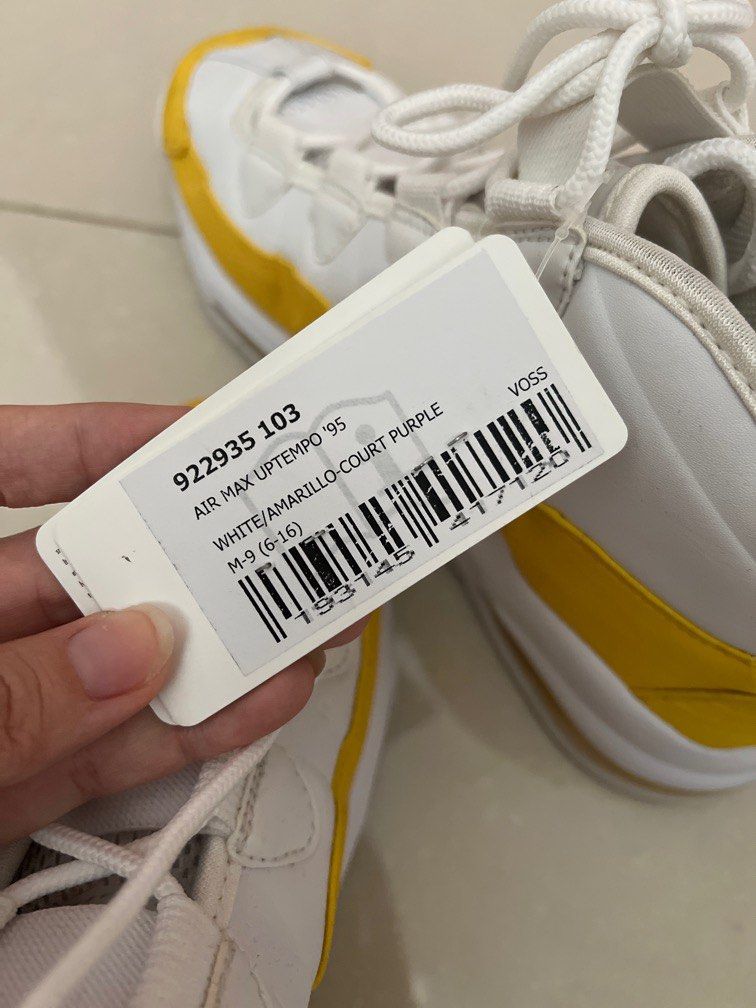 922935 103
AIR MAX UPTEMPO '95
VOSS
WHITE/AMARILLO-COURT PURPLE
M-9 (6-16)
193145 417120